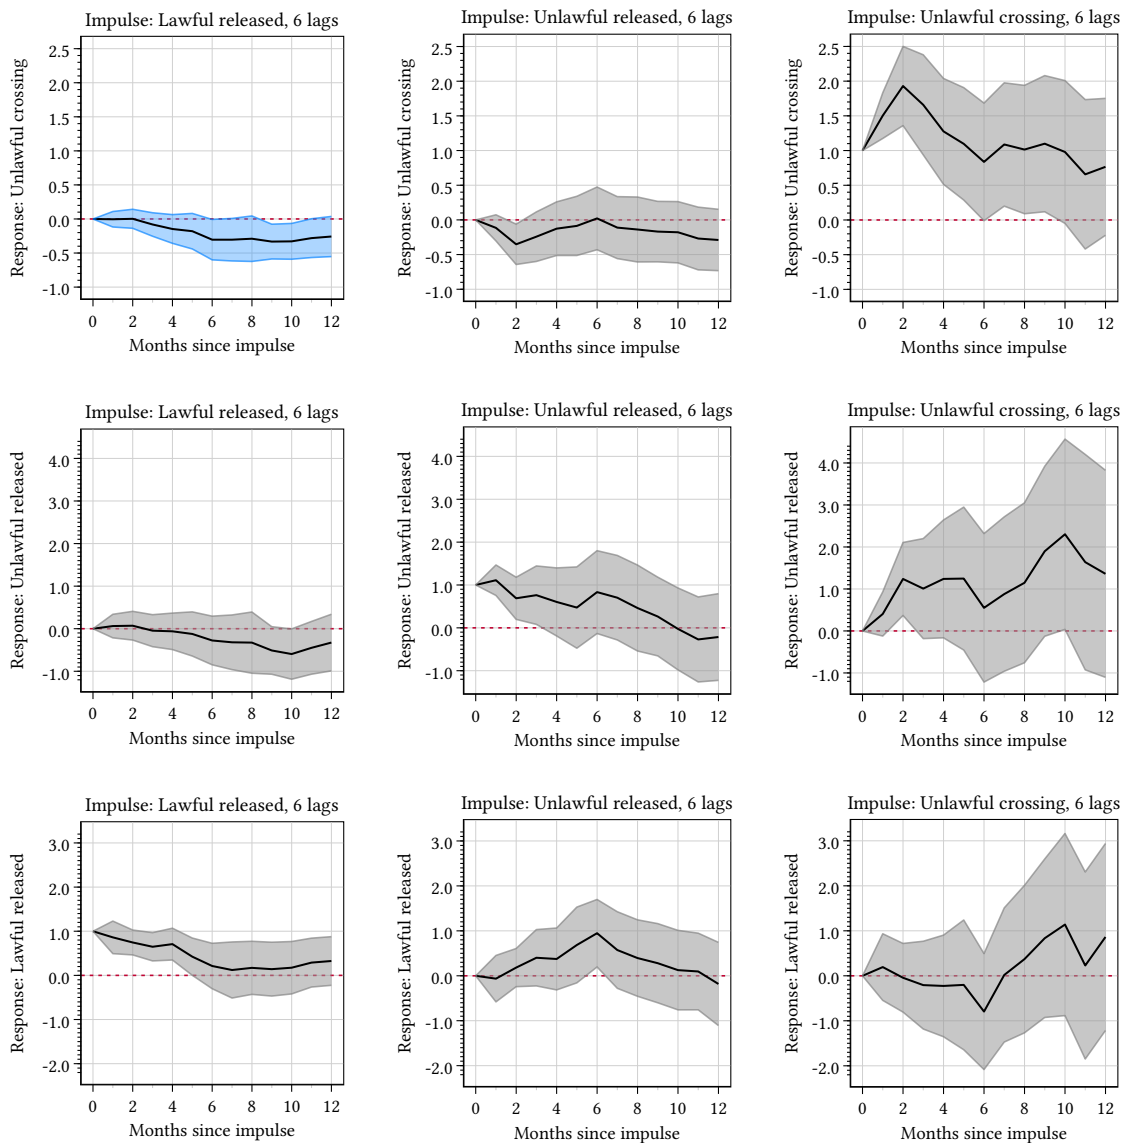 Impulse: Lawful released, 6 lags
Response: Unlawful crossing
2.5
2.0
1.5
1.0
0.5
0.0
-0.5
-1.0
0 2 4 6 8 10 12
Months since impulse
Impulse: Unlawful released, 6 lags
Response: Unlawful crossing
2.5
2.0
1.5
1.0
0.5
0.0
-0.5
-1.0
0 2 4 6 8 10 12
Months since impulse
Impulse: Unlawful crossing, 6 lags
Response: Unlawful crossing
2.5
2.0
1.5
1.0
0.5
0.0
-0.5
-1.0
0 2 4 6 8 10 12
Months since impulse
Impulse: Lawful released, 6 lags
Response: Unlawful released
4.0
3.0
2.0
1.0
0.0
-1.0
0 2 4 6 8 10 12
Months since impulse
Impulse: Unlawful released, 6 lags
Response: Unlawful released
4.0
3.0
2.0
1.0
0.0
-1.0
0 2 4 6 8 10 12
Months since impulse
Impulse: Unlawful crossing, 6 lags
Response: Unlawful released
4.0
3.0
2.0
1.0
0.0
-1.0
0 2 4 6 8 10 12
Months since impulse
Impulse: Lawful released, 6 lags
Response: Lawful released
3.0
2.0
1.0
0.0
-1.0
-2.0
0 2 4 6 8 10 12
Months since impulse
Impulse: Unlawful released, 6 lags
Response: Lawful released
3.0
2.0
1.0
0.0
-1.0
-2.0
0 2 4 6 8 10 12
Months since impulse
Impulse: Unlawful crossing, 6 lags
Response: Lawful released
3.0
2.0
1.0
0.0
-1.0
-2.0
0 2 4 6 8 10 12
Months since impulse